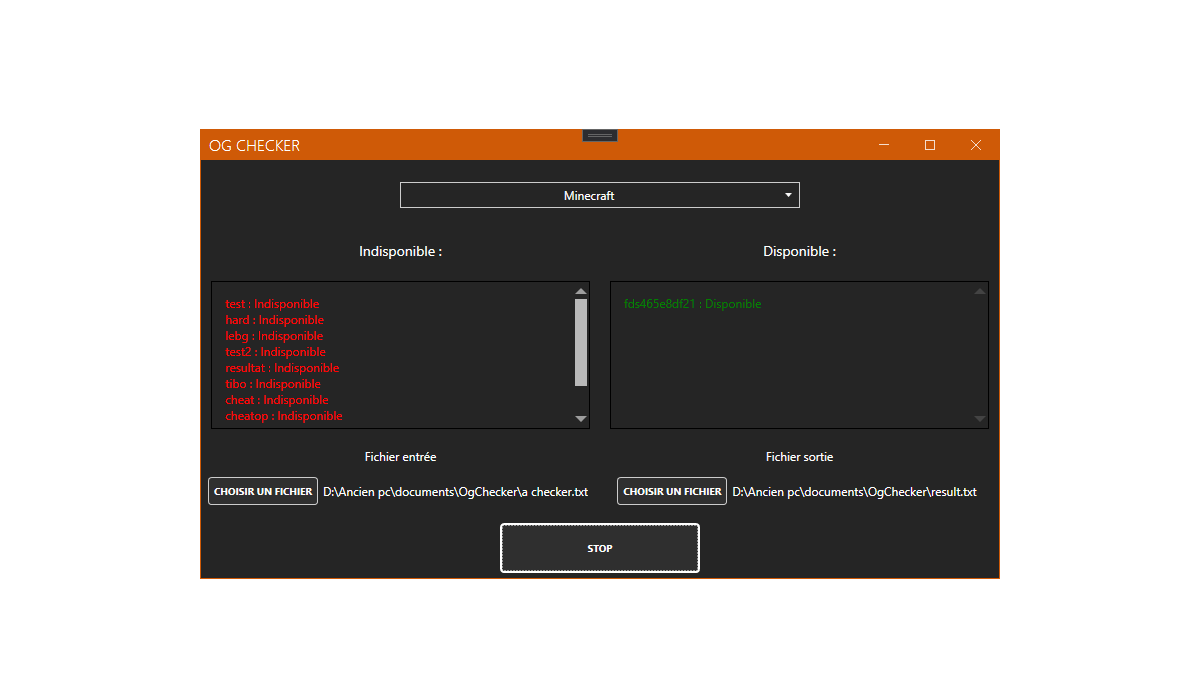 OG CHECKER
Minecraft
Indisponible :
Disponible :
test : Indisponible
hard : Indisponible
lebg : Indisponible
test2 : Indisponible
resultat : Indisponible
tibo : Indisponible
cheat : Indisponible
cheatop : Indisponible
fds465e8df21 : Disponible
Fichier entrée
Fichier sortie
CHOISIR UN FICHIER D:\Ancien pc\documents\OgChecker\a checker.txt
CHOISIR UN FICHIER D:\Ancien pc\documents\OgChecker\result.txt
STOP